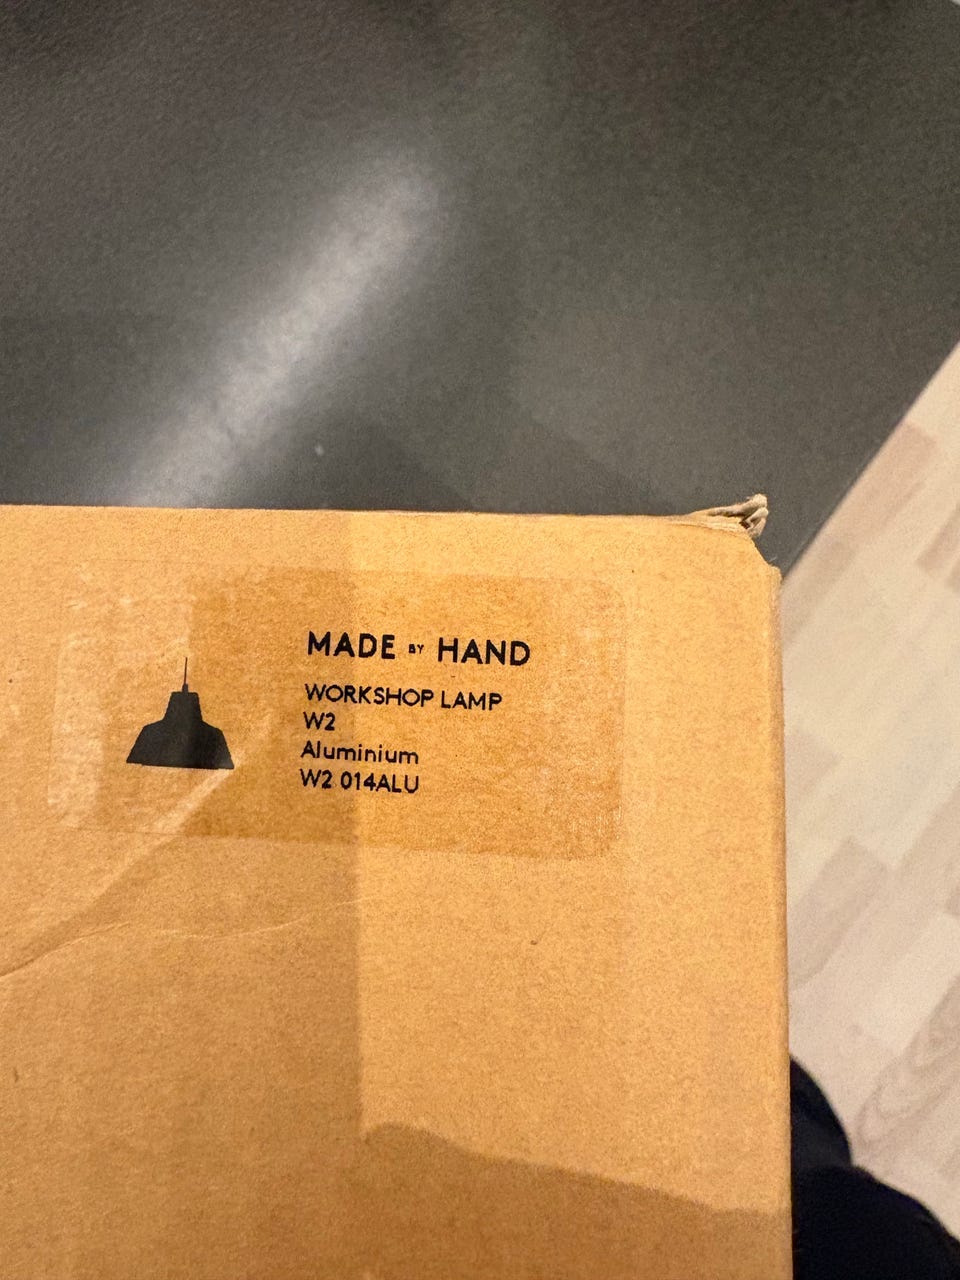 MADE BY HAND
WORKSHOP LAMP
W2
Aluminium
W2 014ALU